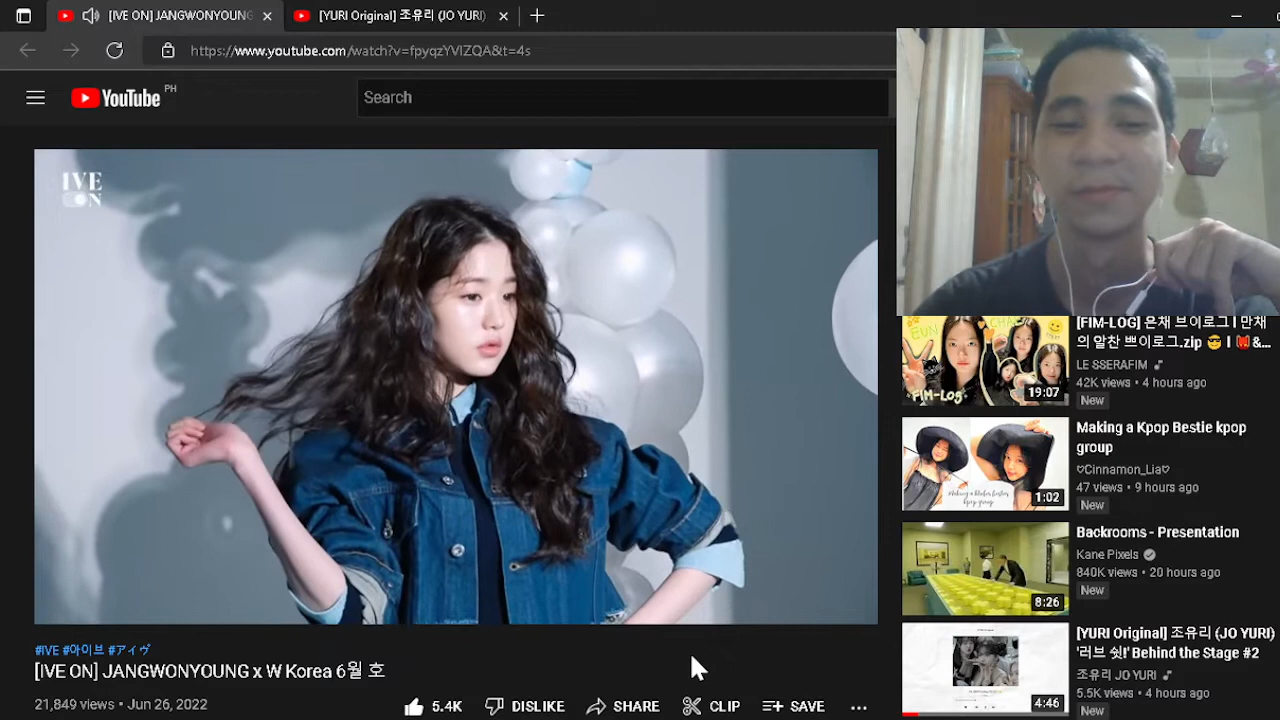 [IVE ON] JANGWONYOUNG
[YURI Original] 조유리 (JO YURI)
https://www.youtube.com/watch?v=fpyqzYVlZQA&t=4s
YouTube PH
Search
IVE
ON
#IVE #아이브 #アイヴ
[IVE ON] JANGWONYOUNG x W Korea 6월 호
21,849 views • Jun 26, 2022
DISLIKE
SHARE
CLIP
SAVE
EUN
CHAE
FIM-LOG
19:07
[FIM-LOG] 은채 브이로그 I 만채
의 알찬 쁘이로그.zip 😎 I 👹&...
LE SSERAFIM
42K views • 4 hours ago
New
1:02
Making a Kpop Bestie kpop
group
♡Cinnamon_Lia♡
47 views • 9 hours ago
New
8:26
Backrooms - Presentation
Kane Pixels
840K views • 20 hours ago
New
4:46
[YURI Original] 조유리 (JO YURI)
'러브 쉿!' Behind the Stage #2
조유리 JO YURI
5.5K views • 4 hours ago
New